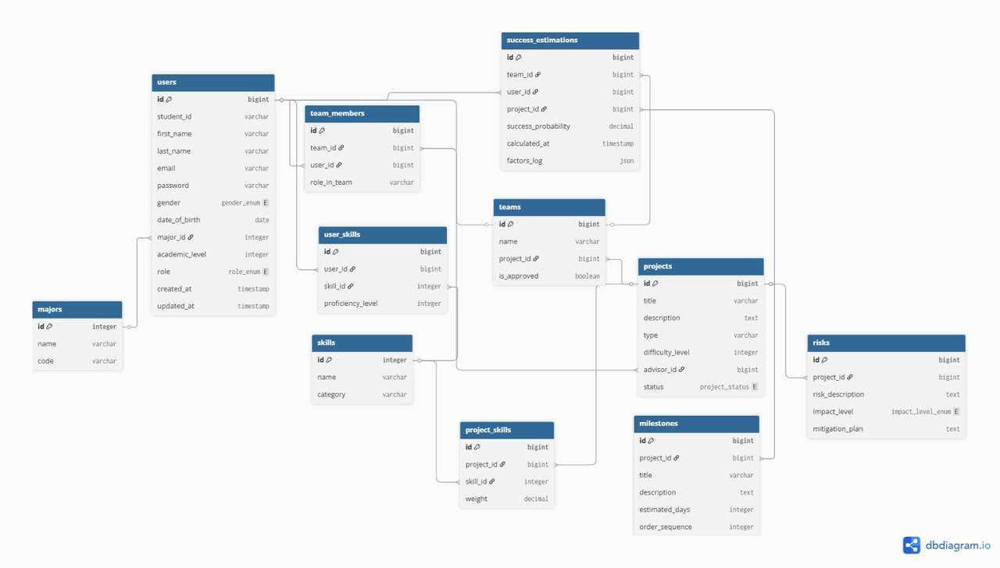 users
id bigint
student_id varchar
first_name varchar
last_name varchar
email varchar
password varchar
gender gender_enum E
date_of_birth date
major_id integer
academic_level integer
role role_enum E
created_at timestamp
updated_at timestamp
majors
id integer
name varchar
code varchar
team_members
id bigint
team_id bigint
user_id bigint
role_in_team varchar
user_skills
id bigint
user_id bigint
skill_id integer
proficiency_level integer
skills
id integer
name varchar
category varchar
project_skills
id bigint
project_id bigint
skill_id integer
weight decimal
success_estimations
id bigint
team_id bigint
user_id bigint
project_id bigint
success_probability decimal
calculated_at timestamp
factors_log json
teams
id bigint
name varchar
project_id bigint
is_approved boolean
projects
id bigint
title varchar
description text
type varchar
difficulty_level integer
advisor_id bigint
status project_status E
milestones
id bigint
project_id bigint
title varchar
description text
estimated_days integer
order_sequence integer
risks
id bigint
project_id bigint
risk_description text
impact_level impact_level_enum E
mitigation_plan text
dbdiagram.io